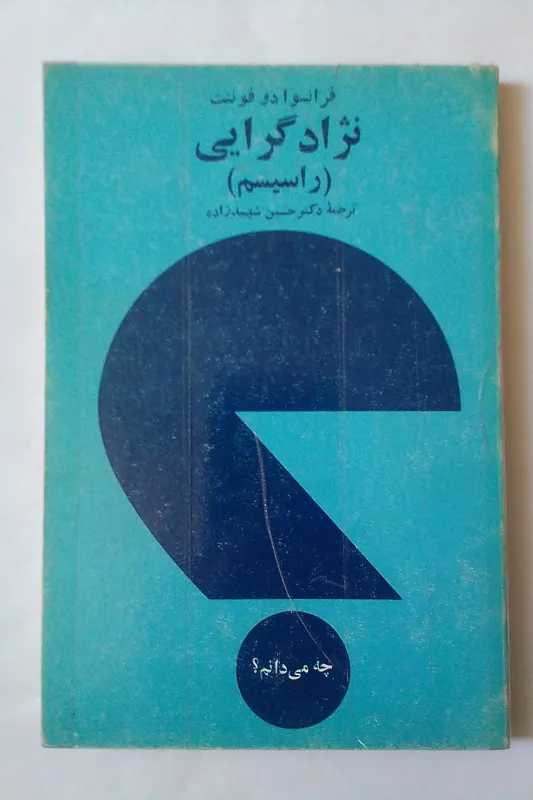 فرانسوا دو فونتت
نژادگرایی
(راسیسم)
ترجمهٔ دکتر حسن شهیدزاده
چه می‌دانم؟